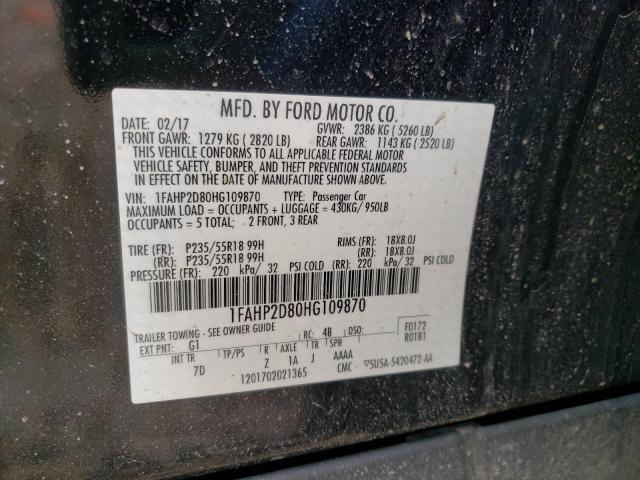 MFD. BY FORD MOTOR CO.
DATE: 02/17 GVWR: 2386 KG ( 5260 LB)
FRONT GAWR: 1279 KG ( 2820 LB) REAR GAWR: 1143 KG ( 2520 LB)
THIS VEHICLE CONFORMS TO ALL APPLICABLE FEDERAL MOTOR
VEHICLE SAFETY, BUMPER, AND THEFT PREVENTION STANDARDS
IN EFFECT ON THE DATE OF MANUFACTURE SHOWN ABOVE.
VIN: 1FAHP2D80HG109870 TYPE: Passenger Car
MAXIMUM LOAD = OCCUPANTS + LUGGAGE = 430KG/ 950LB
OCCUPANTS = 5 TOTAL; 2 FRONT, 3 REAR
TIRE (FR): P235/55R18 99H RIMS (FR): 18X8.0J
(RR): P235/55R18 99H (RR): 18X8.0J
PRESSURE (FR): 220 kPa/ 32 PSI COLD (RR): 220 kPa/ 32 PSI COLD
1FAHP2D80HG109870
TRAILER TOWING - SEE OWNER GUIDE RC: 48 DSO: F0172
EXT PNT: G1 R0181
INT TR TP/PS R AXLE TR SPR
7D Z 1A J AAAA
1201702021365 CMC - ▽5U5A-5420472-AA